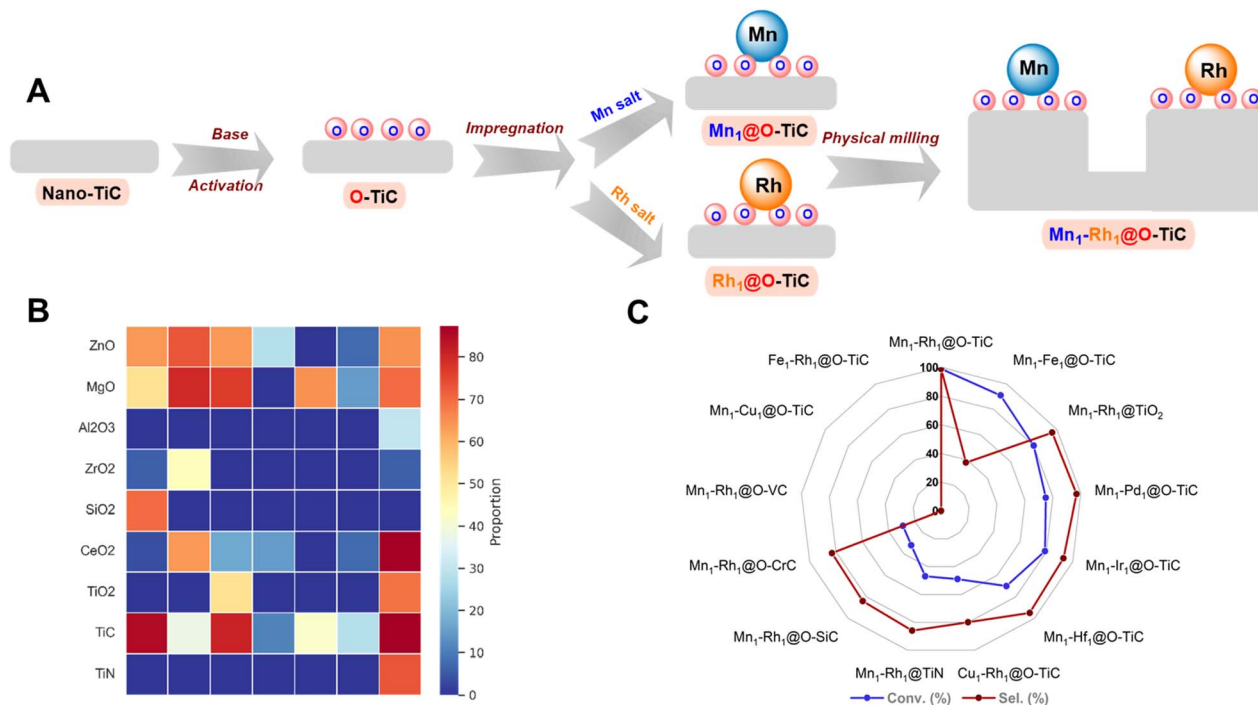 A
Nano-TiC
Base
Activation
O O O O
O-TiC
Impregnation
Mn salt
Rh salt
Mn
O O O O
Mn₁@O-TiC
Rh
O O O O
Rh₁@O-TiC
Physical milling
Mn
O O O O
Rh
O O O O
Mn₁-Rh₁@O-TiC
B
ZnO
MgO
Al2O3
ZrO2
SiO2
CeO2
TiO2
TiC
TiN
80
70
60
50
40
30
20
10
0
Proportion
C
Mn₁-Rh₁@O-TiC
Mn₁-Fe₁@O-TiC
Mn₁-Rh₁@TiO₂
Mn₁-Pd₁@O-TiC
Mn₁-Ir₁@O-TiC
Mn₁-Hf₁@O-TiC
Cu₁-Rh₁@O-TiC
Mn₁-Rh₁@TiN
Mn₁-Rh₁@O-SiC
Mn₁-Rh₁@O-CrC
Mn₁-Rh₁@O-VC
Mn₁-Cu₁@O-TiC
Fe₁-Rh₁@O-TiC
100
80
60
40
20
0
Conv. (%) Sel. (%)